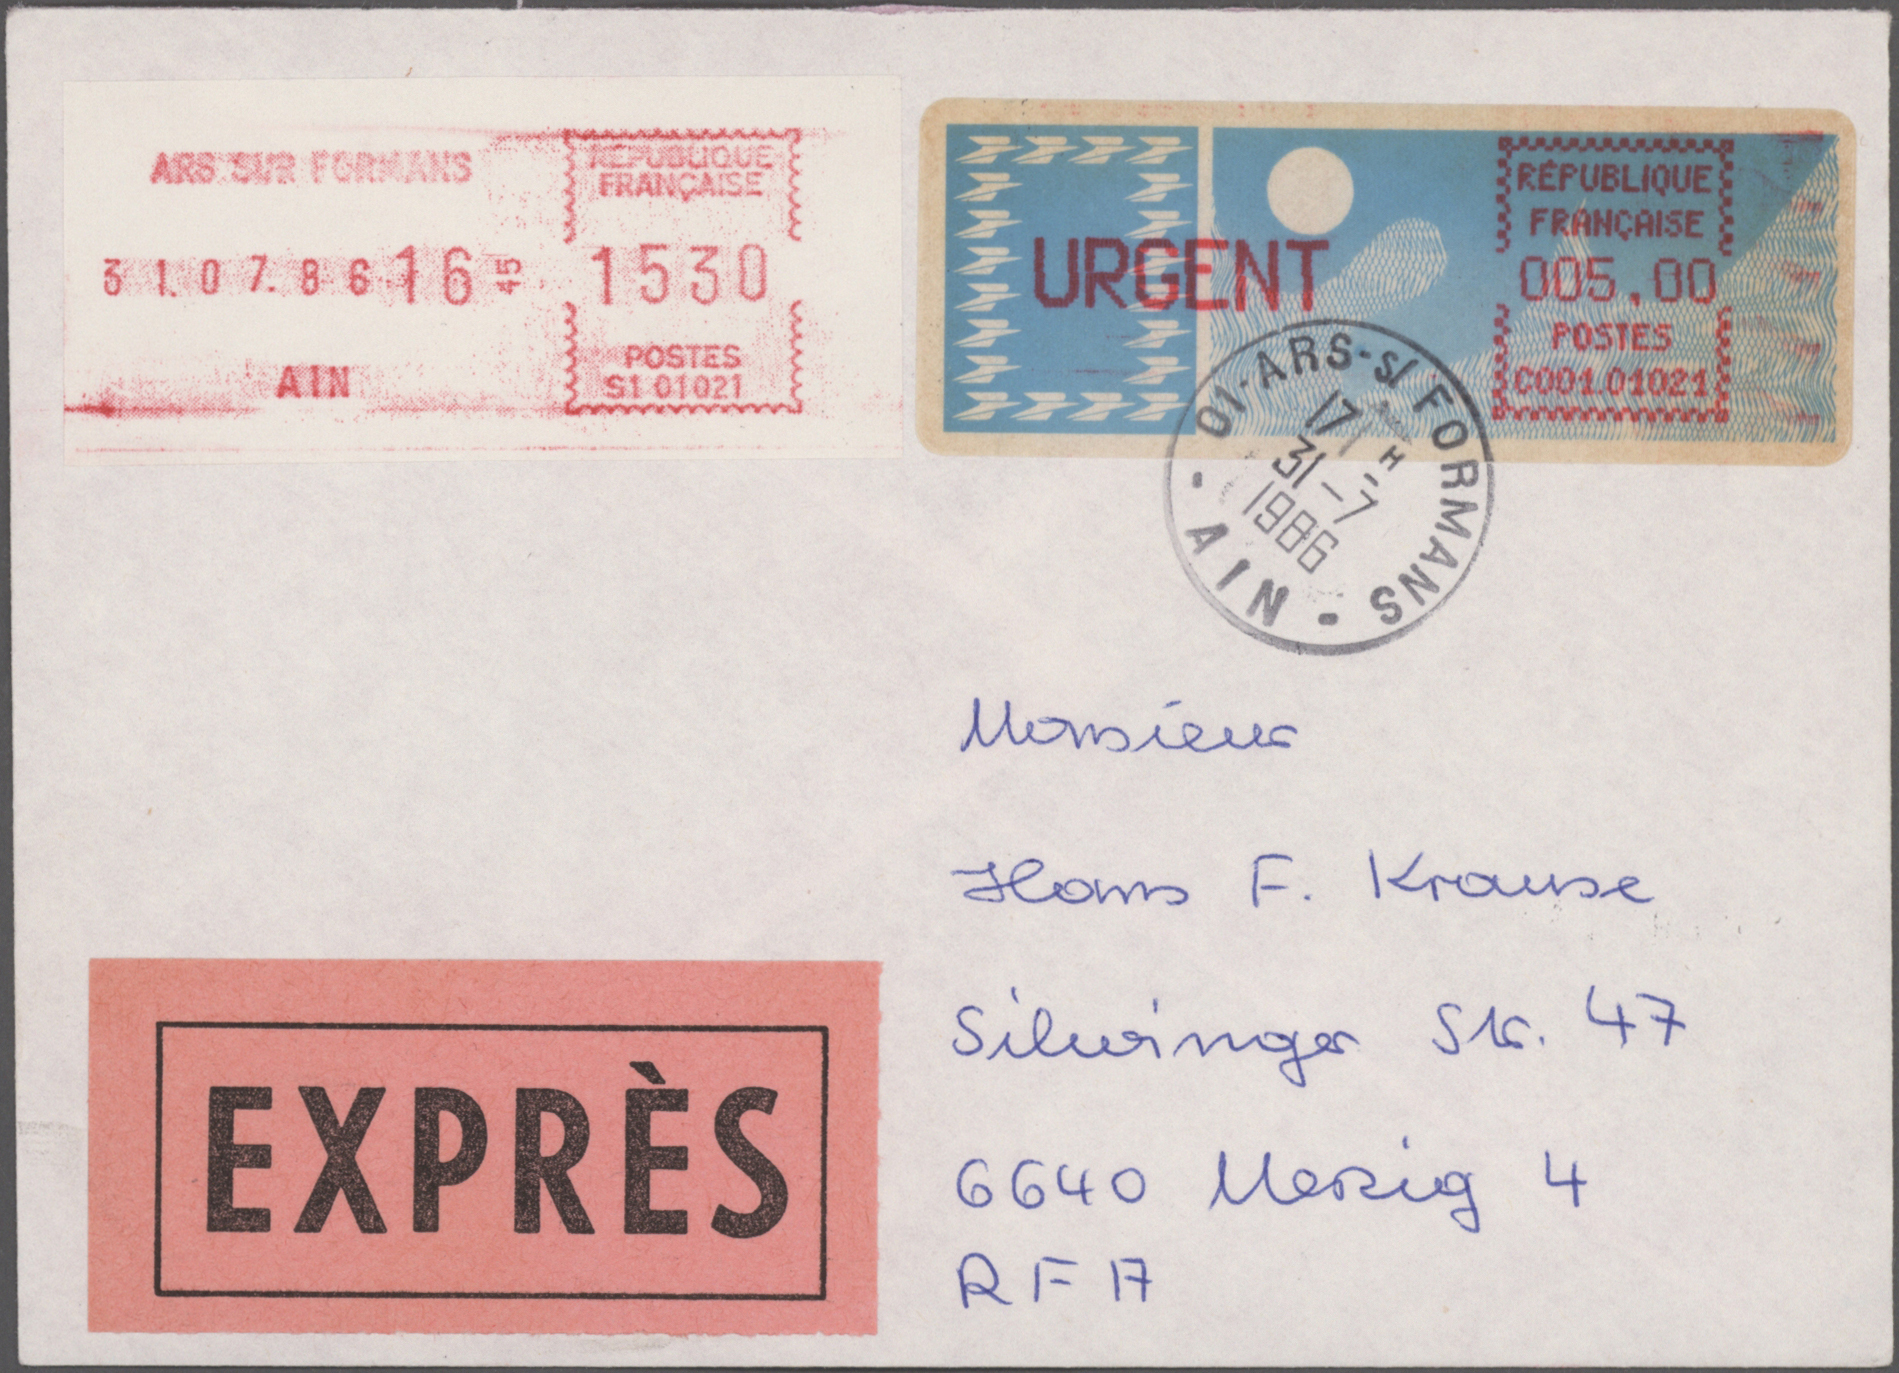 ARS SUR FORMANS
31.07.86 16 45
AIN
RÉPUBLIQUE
FRANÇAISE
1530
POSTES
S1 01021
URGENT
RÉPUBLIQUE
FRANÇAISE
005,00
POSTES
C001.01021
01-ARS-S/FORMANS
17 H
31-7
1986
- AIN -
Monsieur
Hans F. Krause
Silwinger Str. 47
6640 Merzig 4
RFA
EXPRÈS